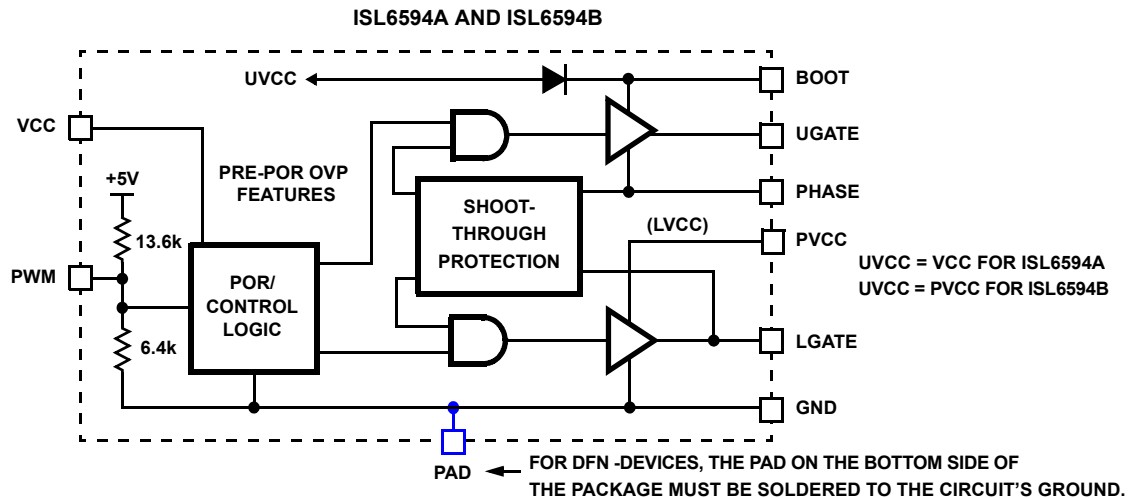 ISL6594A AND ISL6594B
UVCC
BOOT
VCC
UGATE
PRE-POR OVP
FEATURES
+5V
SHOOT-
THROUGH
PROTECTION
PHASE
13.6k
(LVCC)
PVCC
PWM
POR/
CONTROL
LOGIC
UVCC = VCC FOR ISL6594A
UVCC = PVCC FOR ISL6594B
6.4k
LGATE
GND
PAD
FOR DFN -DEVICES, THE PAD ON THE BOTTOM SIDE OF
THE PACKAGE MUST BE SOLDERED TO THE CIRCUIT'S GROUND.